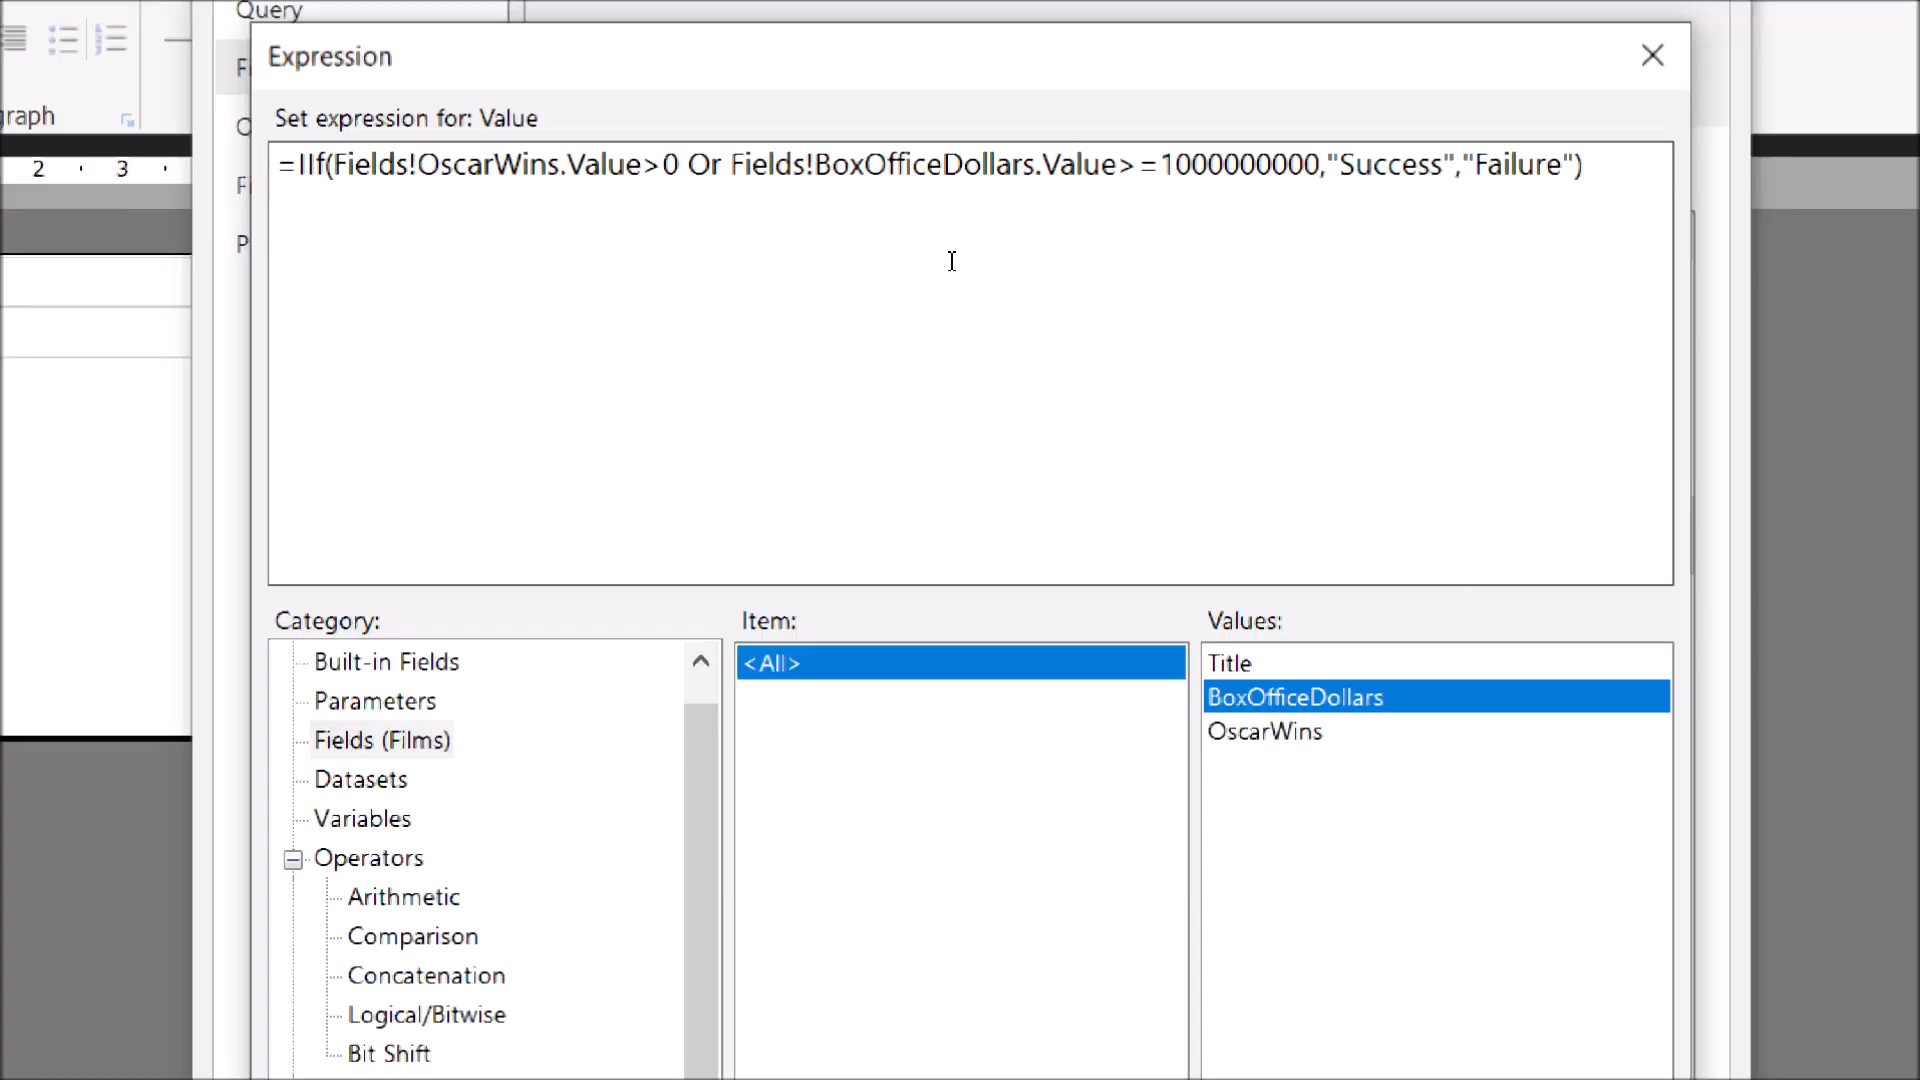 Query
Expression
graph
Set expression for: Value
2 · 3 ·
=IIf(Fields!OscarWins.Value>0 Or Fields!BoxOfficeDollars.Value>=1000000000,"Success","Failure")
Category:
Item:
Values:
Built-in Fields
Parameters
Fields (Films)
Datasets
Variables
Operators
Arithmetic
Comparison
Concatenation
Logical/Bitwise
Bit Shift
<All>
Title
BoxOfficeDollars
OscarWins